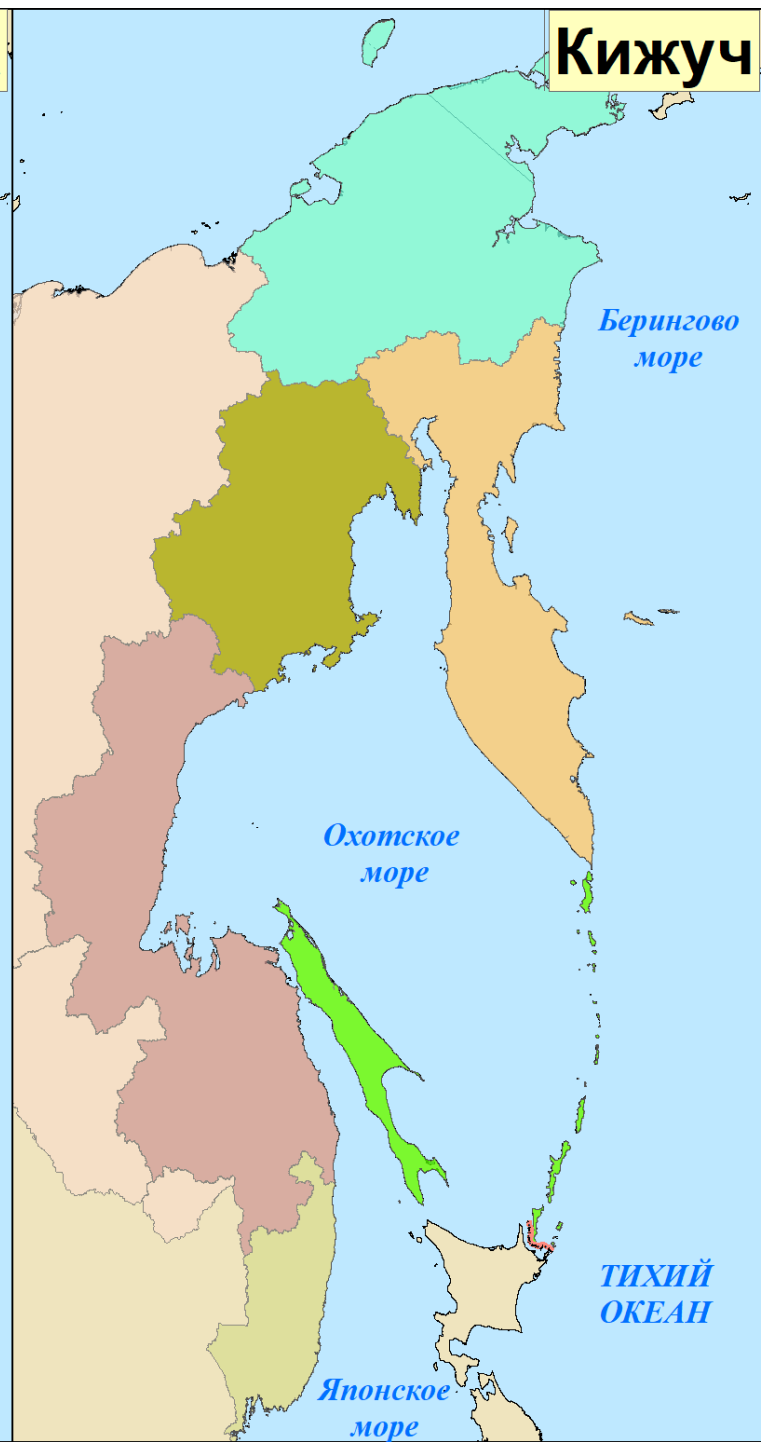 Кижуч
Берингово
море
Охотское
море
ТИХИЙ
ОКЕАН
Японское
море